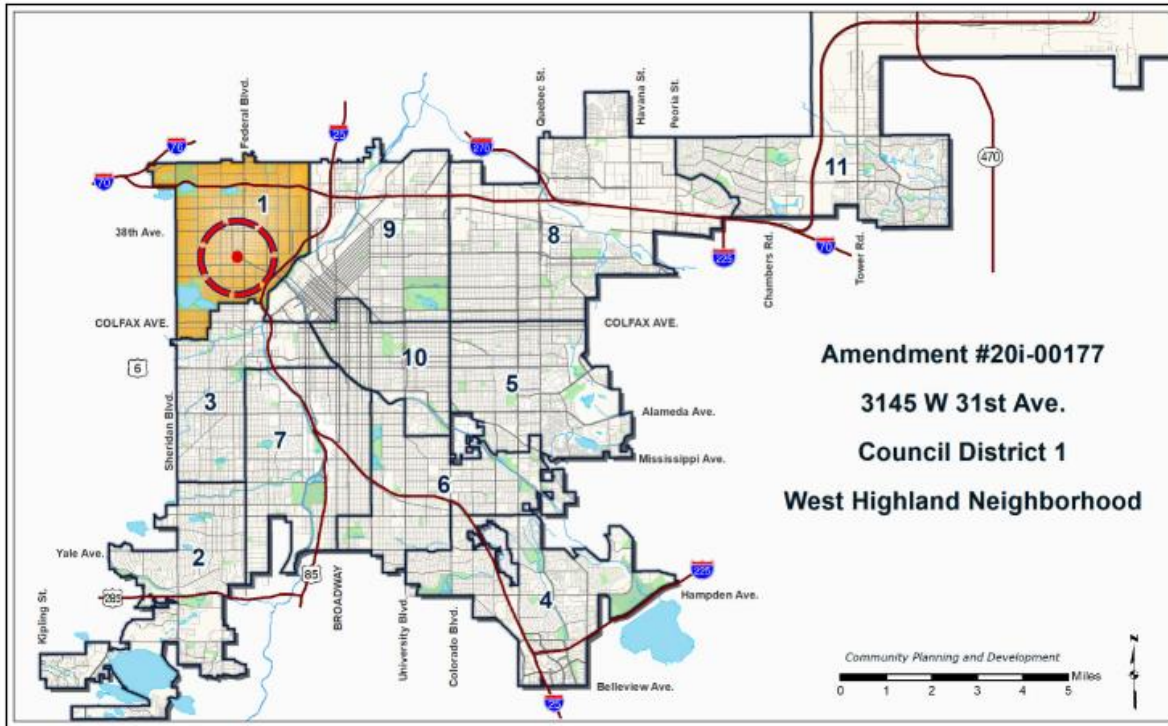 Quebec St.
Havana St.
Peoria St.
Federal Blvd.
25
76
270
470
70
1
11
38th Ave.
9
8
225
70
Chambers Rd.
Tower Rd.
COLFAX AVE.
COLFAX AVE.
6
10
5
3
Sheridan Blvd.
7
Alameda Ave.
Mississippi Ave.
6
Amendment #20i-00177
3145 W 31st Ave.
Council District 1
West Highland Neighborhood
Yale Ave.
2
85
285
BROADWAY
University Blvd.
Colorado Blvd.
4
225
Hampden Ave.
Kipling St.
Belleview Ave.
25
Community Planning and Development
0 1 2 3 4 5 Miles